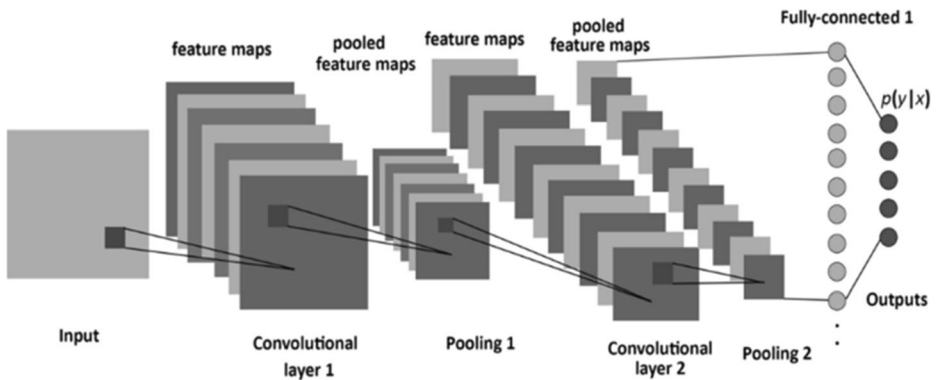 Fully-connected 1
feature maps
pooled
feature maps
feature maps
pooled
feature maps
p(y|x)
Input
Convolutional
layer 1
Pooling 1
Convolutional
layer 2
Pooling 2
Outputs